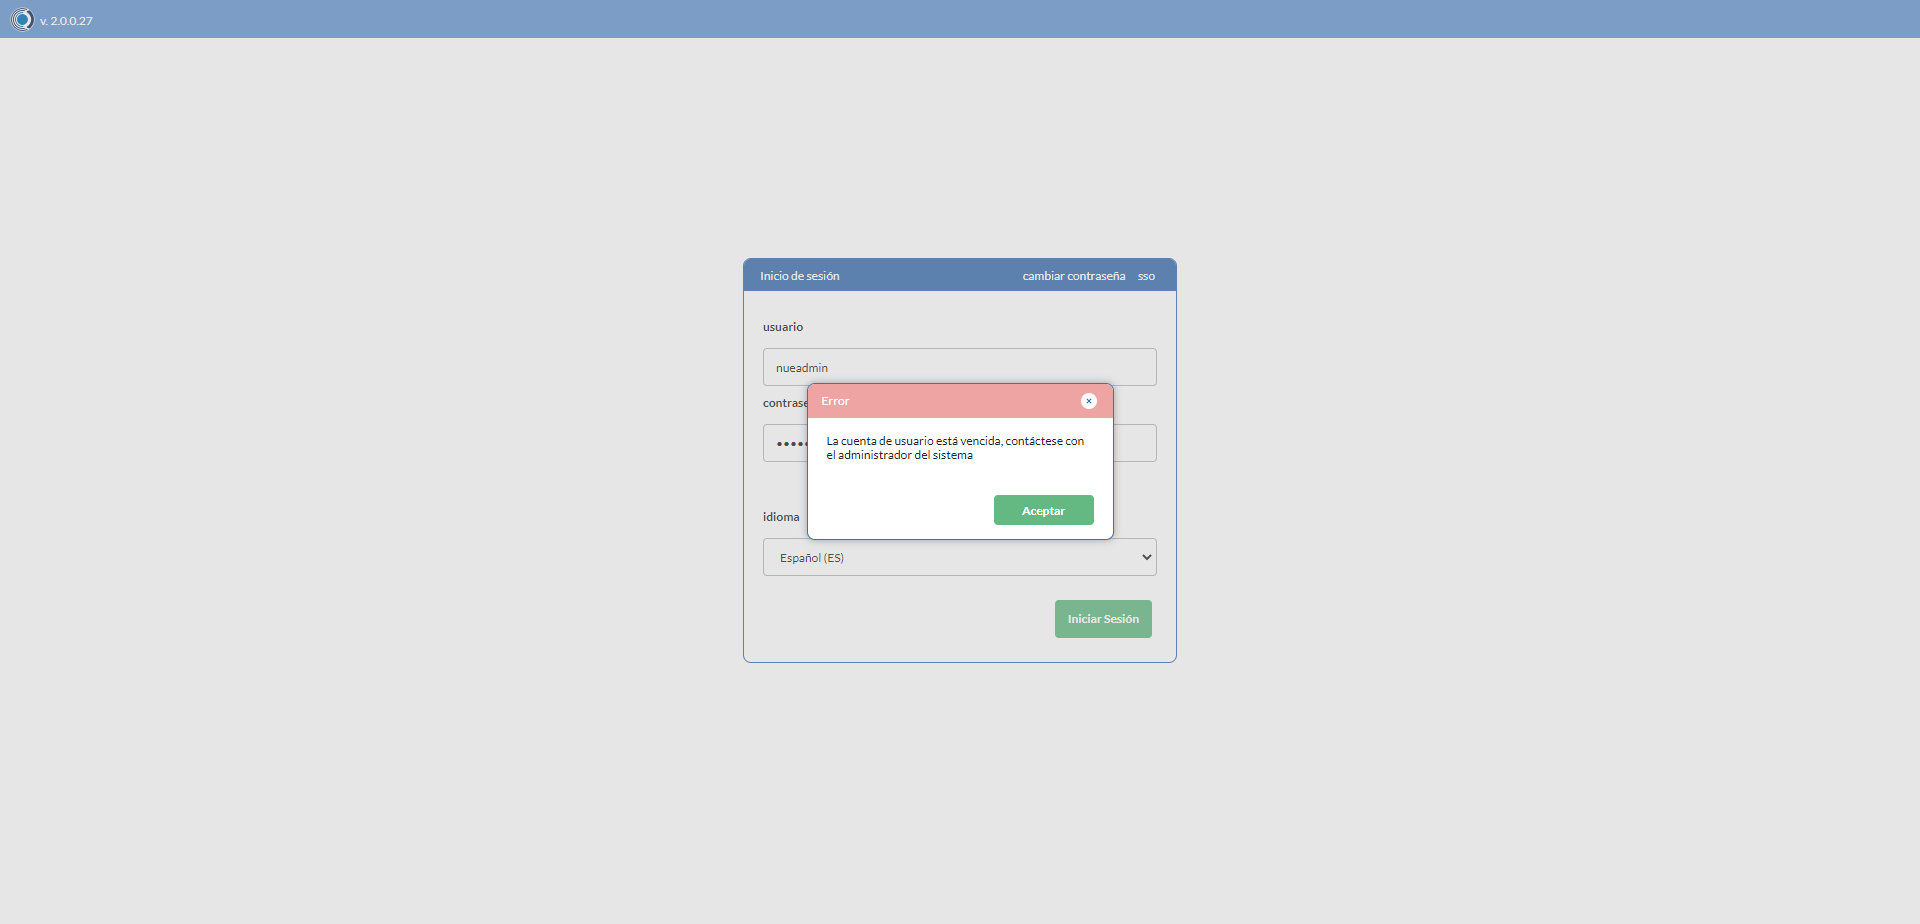 v. 2.0.0.27
Inicio de sesión cambiar contraseña sso
usuario
nueadmin
Error
La cuenta de usuario está vencida, contáctese con
el administrador del sistema
Aceptar
idioma
Español (ES)
Iniciar Sesión